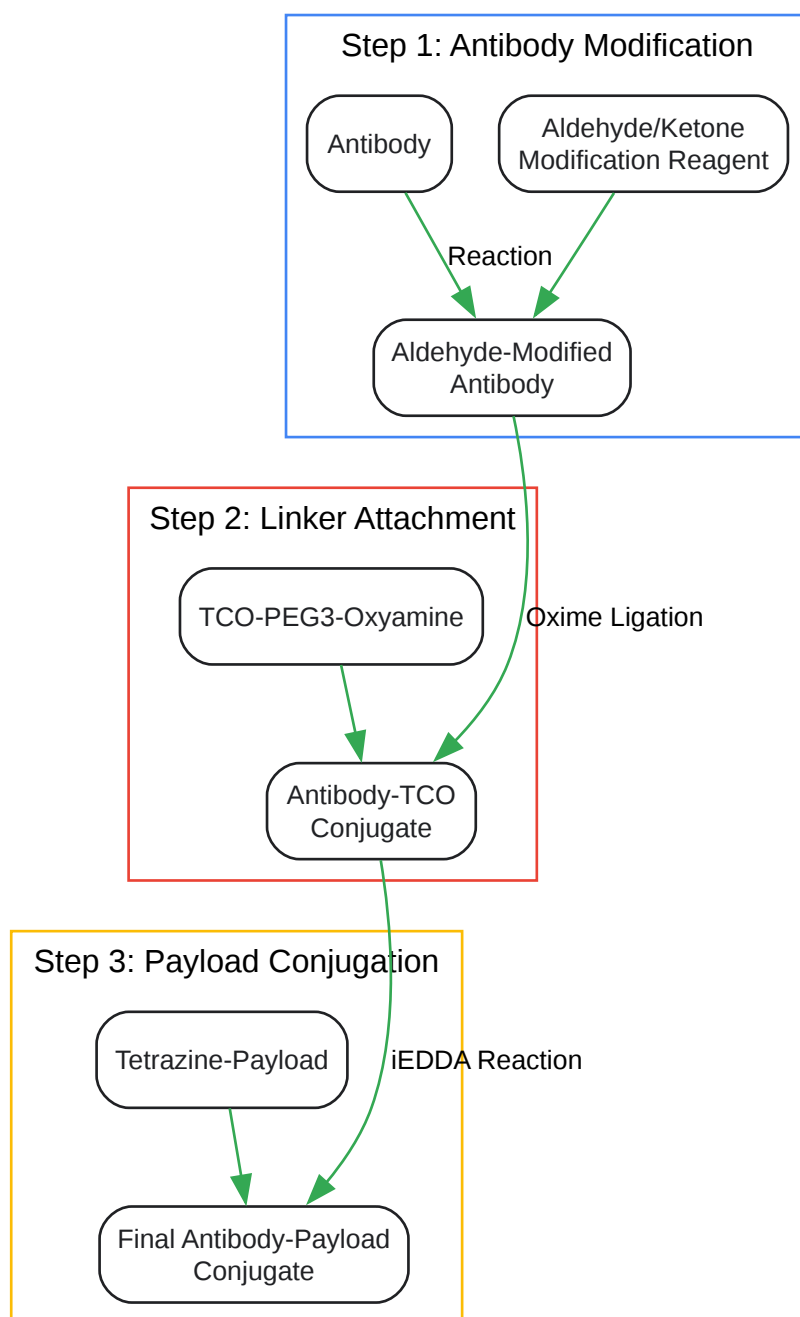 Step 1: Antibody Modification
Antibody
Aldehyde/Ketone
Modification Reagent
Reaction
Aldehyde-Modified
Antibody
Step 2: Linker Attachment
TCO-PEG3-Oxyamine
Oxime Ligation
Antibody-TCO
Conjugate
Step 3: Payload Conjugation
Tetrazine-Payload
iEDDA Reaction
Final Antibody-Payload
Conjugate